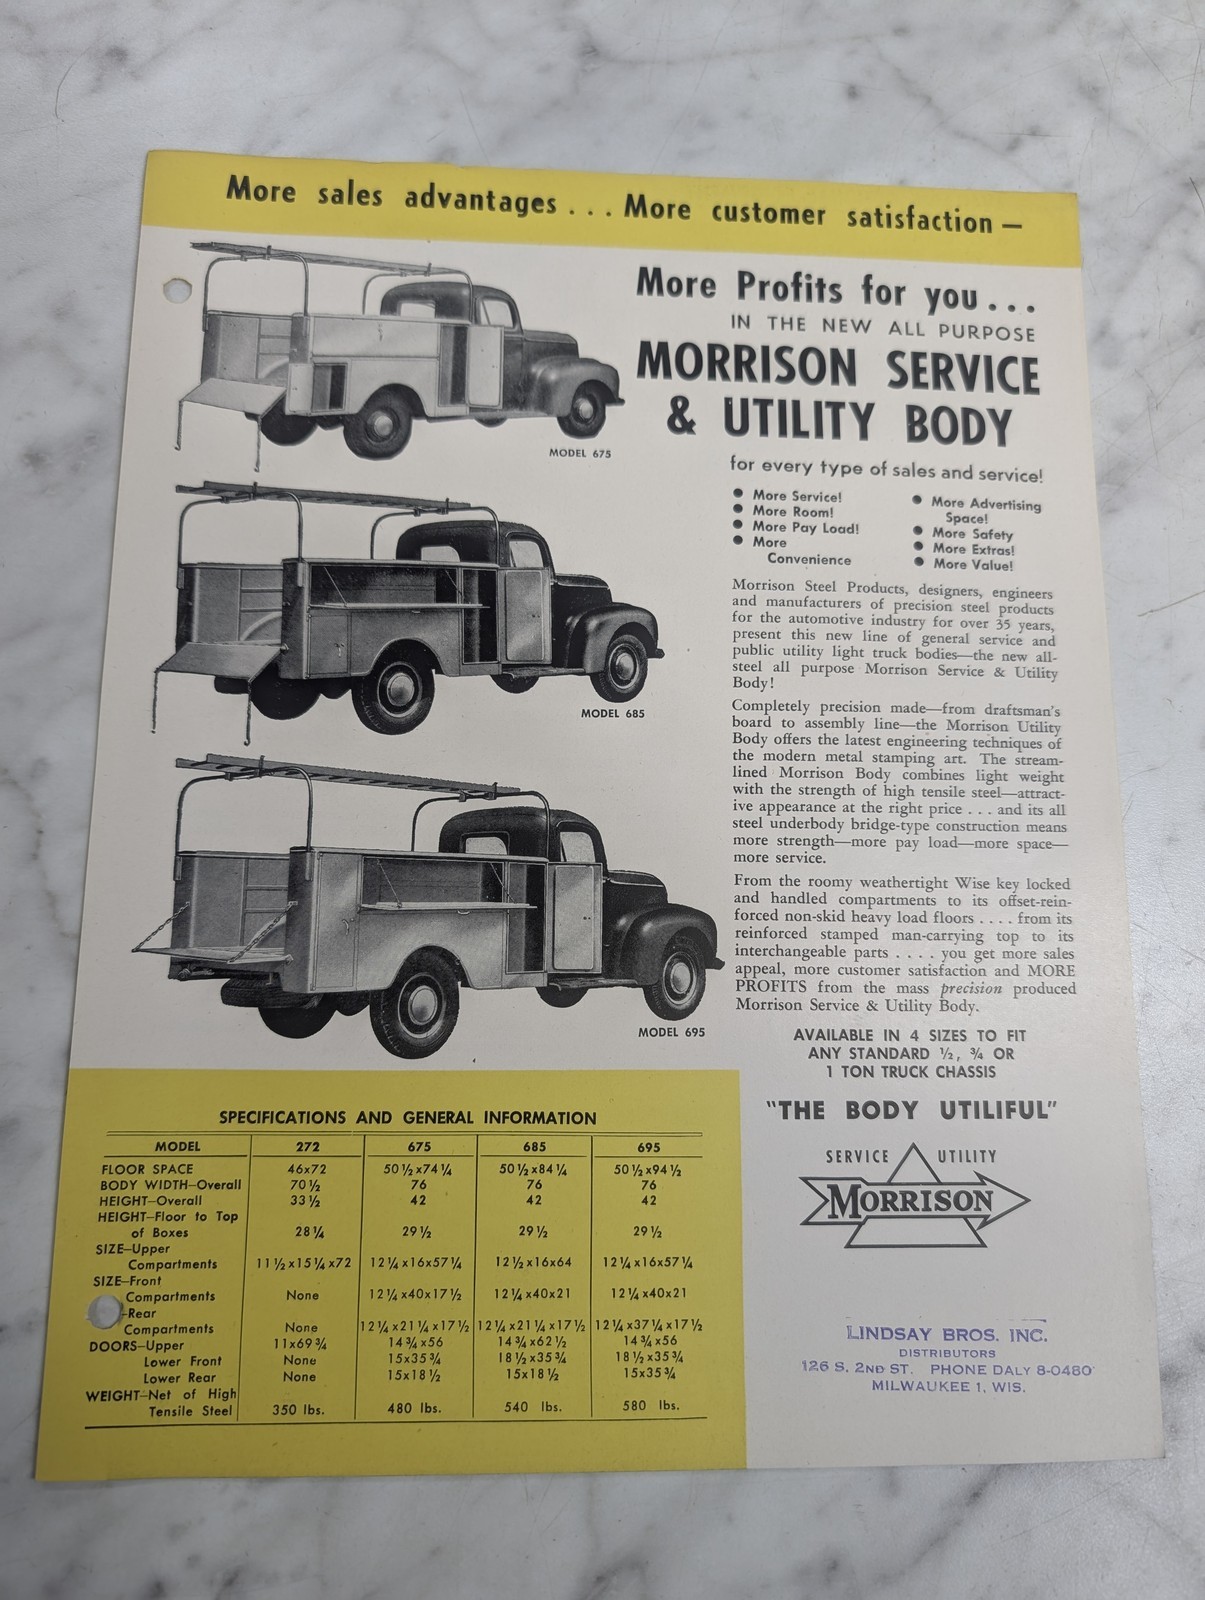 More sales advantages . . . More customer satisfaction —
More Profits for you . . .
IN THE NEW ALL PURPOSE
MORRISON SERVICE
& UTILITY BODY
for every type of sales and service!
● More Service!
● More Room!
● More Pay Load!
● More
Convenience
● More Advertising
Space!
● More Safety
● More Extras!
● More Value!
MODEL 675
MODEL 685
MODEL 695
Morrison Steel Products, designers, engineers
and manufacturers of precision steel products
for the automotive industry for over 35 years,
present this new line of general service and
public utility light truck bodies—the new all-
steel all purpose Morrison Service & Utility
Body!
Completely precision made—from draftsman's
board to assembly line—the Morrison Utility
Body offers the latest engineering techniques of
the modern metal stamping art. The stream-
lined Morrison Body combines light weight
with the strength of high tensile steel—attract-
ive appearance at the right price . . . and its all
steel underbody bridge-type construction means
more strength—more pay load—more space—
more service.
From the roomy weathertight Wise key locked
and handled compartments to its offset-rein-
forced non-skid heavy load floors . . . . from its
reinforced stamped man-carrying top to its
interchangeable parts . . . . you get more sales
appeal, more customer satisfaction and MORE
PROFITS from the mass precision produced
Morrison Service & Utility Body.
AVAILABLE IN 4 SIZES TO FIT
ANY STANDARD ½, ¾ OR
1 TON TRUCK CHASSIS
"THE BODY UTILIFUL"
SERVICE UTILITY
MORRISON
SPECIFICATIONS AND GENERAL INFORMATION
MODEL 272 675 685 695
FLOOR SPACE 46x72 50½x74¼ 50½x84¼ 50½x94½
BODY WIDTH—Overall 70½ 76 76 76
HEIGHT—Overall 33½ 42 42 42
HEIGHT—Floor to Top
of Boxes 28¼ 29½ 29½ 29½
SIZE—Upper
Compartments 11½x15¼x72 12¼x16x57¼ 12½x16x64 12¼x16x57¼
SIZE—Front
Compartments None 12¼x40x17½ 12¼x40x21 12¼x40x21
—Rear
Compartments None 12¼x21¼x17½ 12¼x21¼x17½ 12¼x37¼x17½
DOORS—Upper 11x69¾ 14¾x56 14¾x62½ 14¾x56
Lower Front None 15x35¾ 18½x35¾ 18½x35¾
Lower Rear None 15x18½ 15x18½ 15x35¾
WEIGHT—Net of High
Tensile Steel 350 lbs. 480 lbs. 540 lbs. 580 lbs.
LINDSAY BROS. INC.
DISTRIBUTORS
126 S. 2ND ST. PHONE DALY 8-0480
MILWAUKEE 1, WIS.